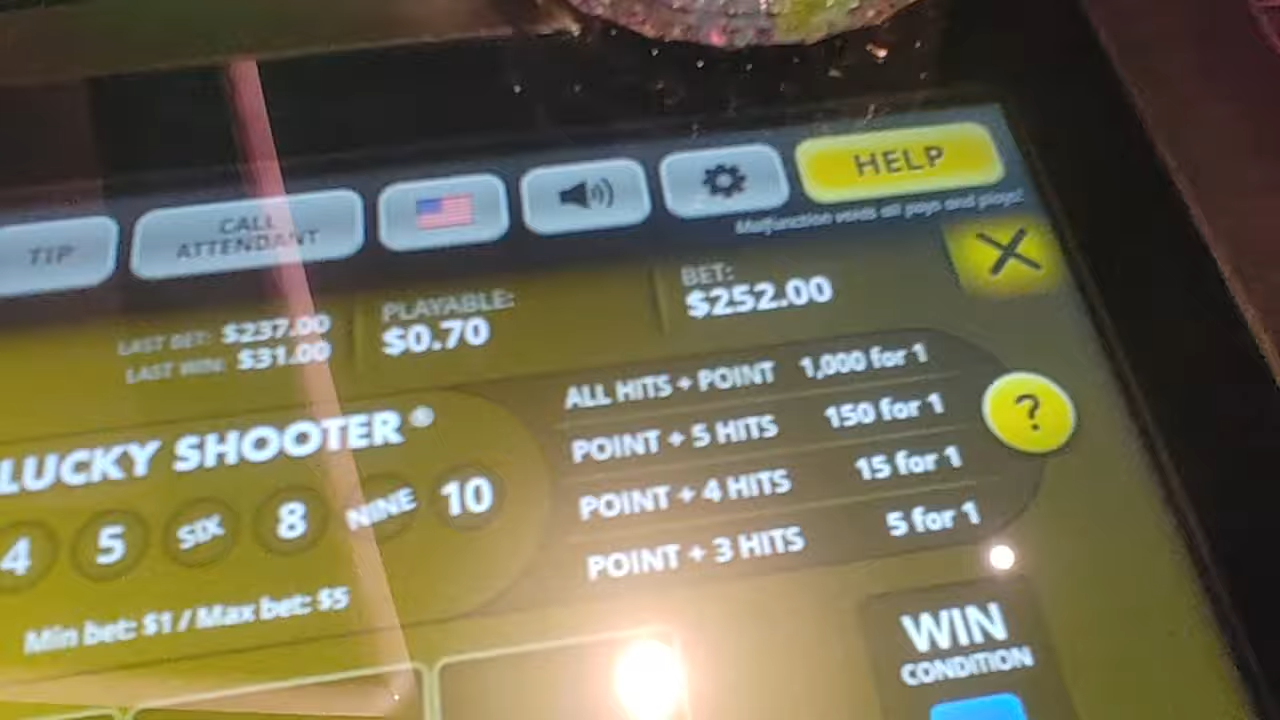 TIP
CALL
ATTENDANT
HELP
Malfunction voids all pays and plays!
LAST BET: $237.00
LAST WIN: $31.00
PLAYABLE:
$0.70
BET:
$252.00
LUCKY SHOOTER®
4 5 SIX 8 NINE 10
Min bet: $1 / Max bet: $5
ALL HITS + POINT 1,000 for 1
POINT + 5 HITS 150 for 1
POINT + 4 HITS 15 for 1
POINT + 3 HITS 5 for 1
?
WIN
CONDITION